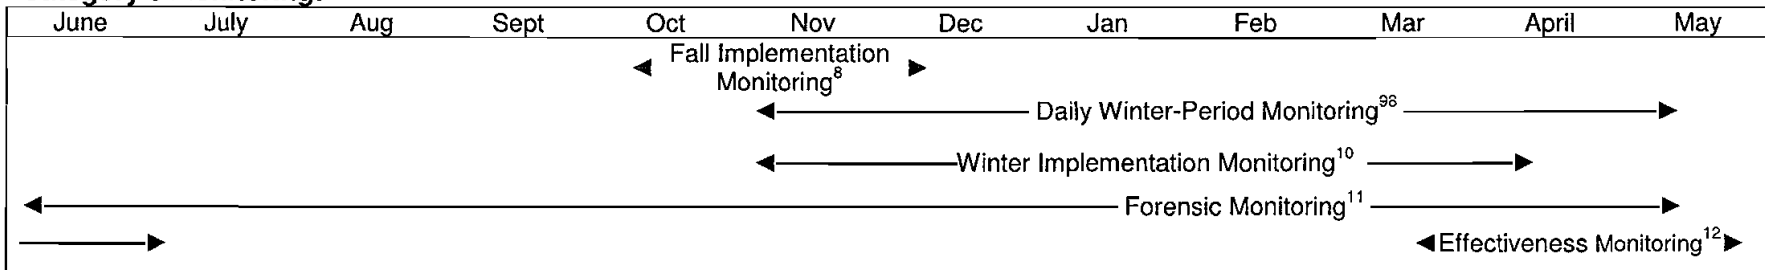 June July Aug Sept Oct Nov Dec Jan Feb Mar April May
Fall Implementation
Monitoring⁸
Daily Winter-Period Monitoring⁹⁸
Winter Implementation Monitoring¹⁰
Forensic Monitoring¹¹
Effectiveness Monitoring¹²